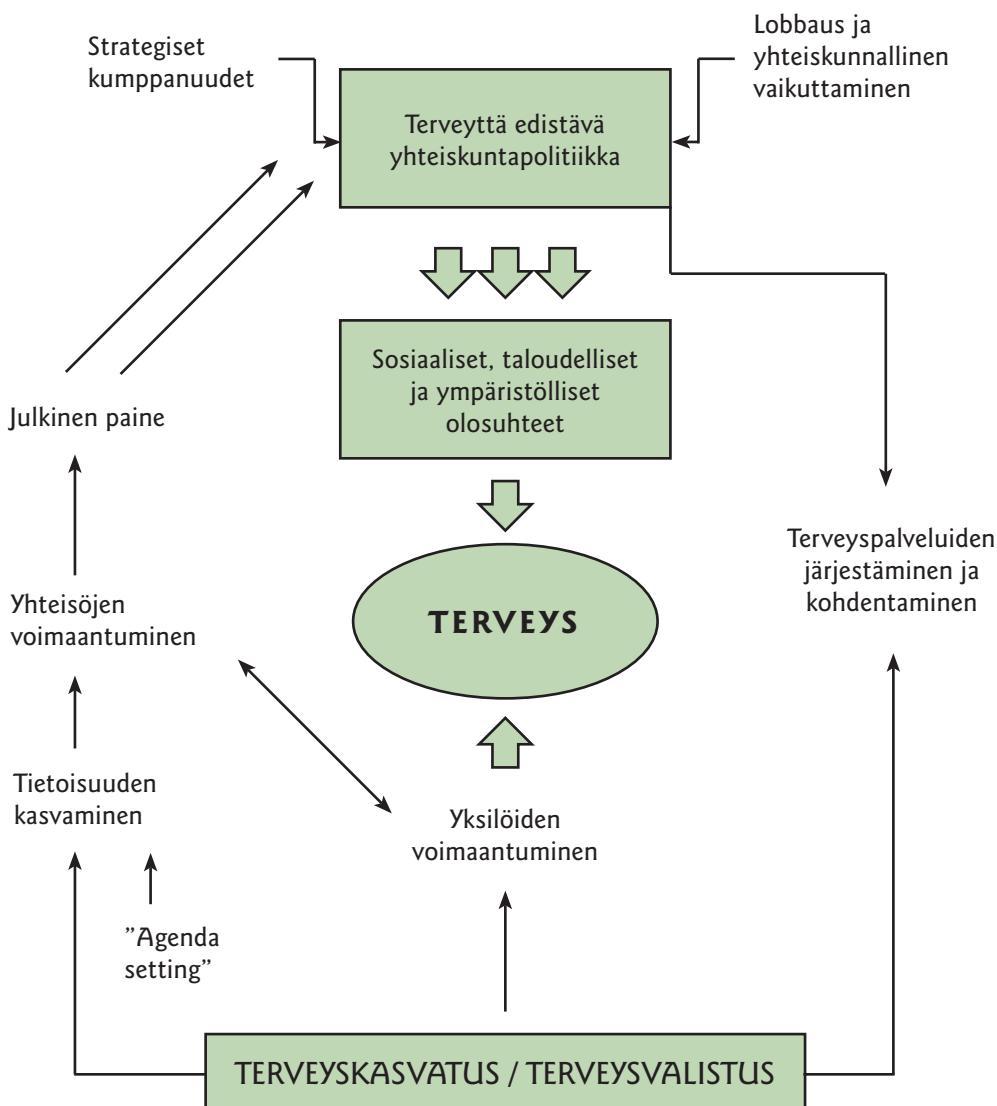 Strategiset
kumppanuudet
Lobbaus ja
yhteiskunnallinen
vaikuttaminen
Terveyttä edistävä
yhteiskuntapolitiikka
Sosiaaliset, taloudelliset
ja ympäristölliset
olosuhteet
Julkinen paine
Terveyspalveluiden
järjestäminen ja
kohdentaminen
Yhteisöjen
voimaantuminen
TERVEYS
Tietoisuuden
kasvaminen
Yksilöiden
voimaantuminen
”Agenda
setting”
TERVEYSKASVATUS / TERVEYSVALISTUS